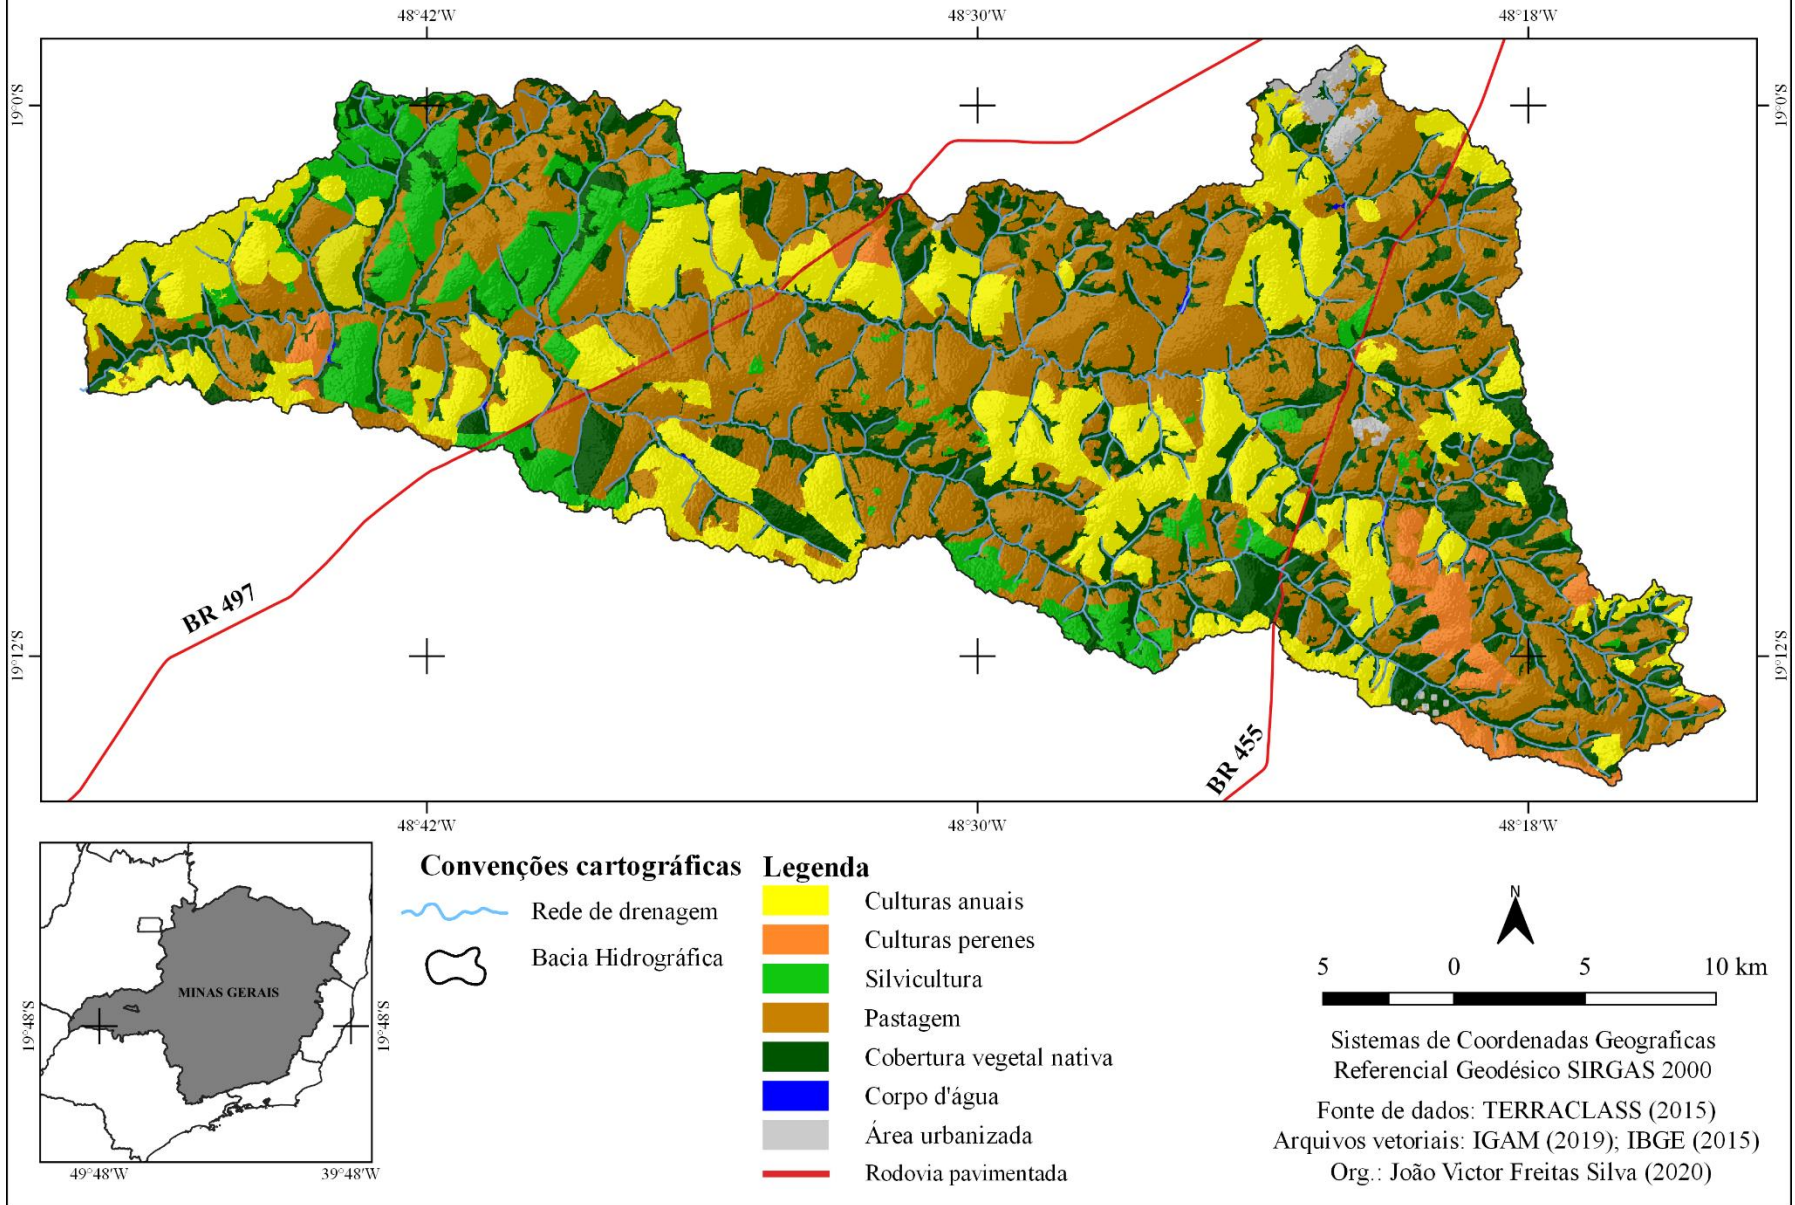 48°42'W
48°30'W
48°18'W
19°0'S
19°0'S
BR 497
19°12'S
19°12'S
BR 455
48°42'W
48°30'W
48°18'W
MINAS GERAIS
19°48'S
19°48'S
49°48'W
39°48'W
Convenções cartográficas
Rede de drenagem
Bacia Hidrográfica
Legenda
Culturas anuais
Culturas perenes
Silvicultura
Pastagem
Cobertura vegetal nativa
Corpo d'água
Área urbanizada
Rodovia pavimentada
N
5 0 5 10 km
Sistemas de Coordenadas Geograficas
Referencial Geodésico SIRGAS 2000
Fonte de dados: TERRACLASS (2015)
Arquivos vetoriais: IGAM (2019); IBGE (2015)
Org.: João Victor Freitas Silva (2020)